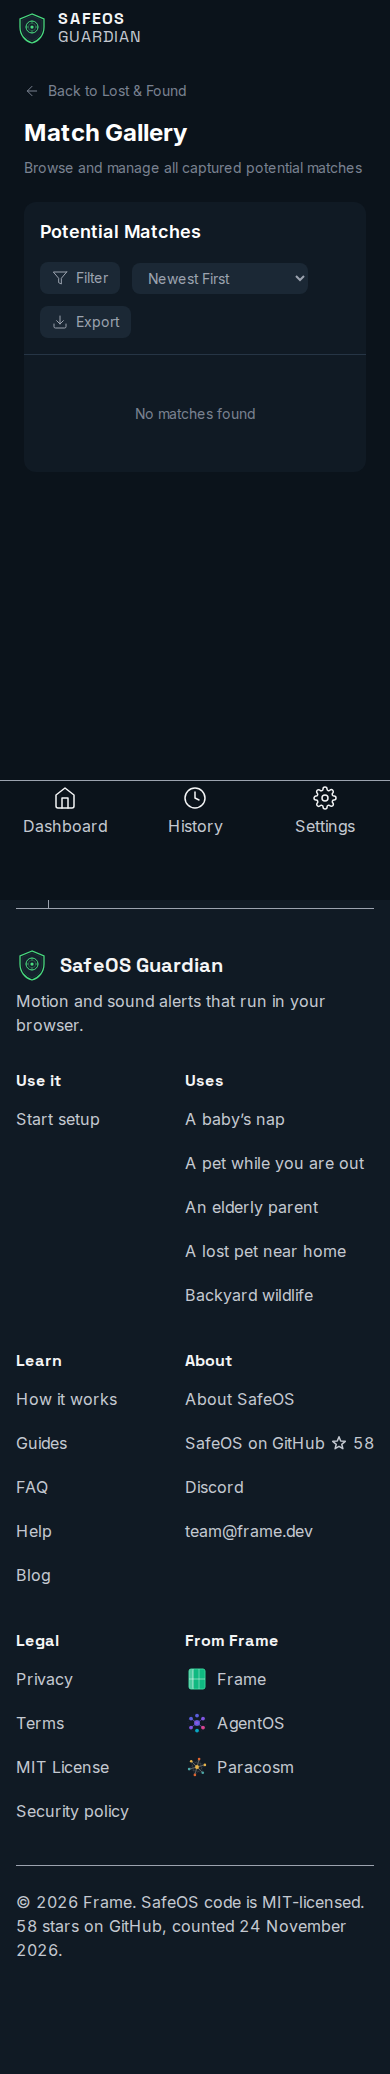 SAFEOS
GUARDIAN
Back to Lost & Found
Match Gallery
Browse and manage all captured potential matches
Potential Matches
Filter
Newest First
Export
No matches found
Dashboard
History
Settings
SafeOS Guardian
Motion and sound alerts that run in your
browser.
Use it
Start setup
Uses
A baby’s nap
A pet while you are out
An elderly parent
A lost pet near home
Backyard wildlife
Learn
How it works
Guides
FAQ
Help
Blog
About
About SafeOS
SafeOS on GitHub ☆ 58
Discord
team@frame.dev
Legal
Privacy
Terms
MIT License
Security policy
From Frame
Frame
AgentOS
Paracosm
© 2026 Frame. SafeOS code is MIT-licensed.
58 stars on GitHub, counted 24 November
2026.